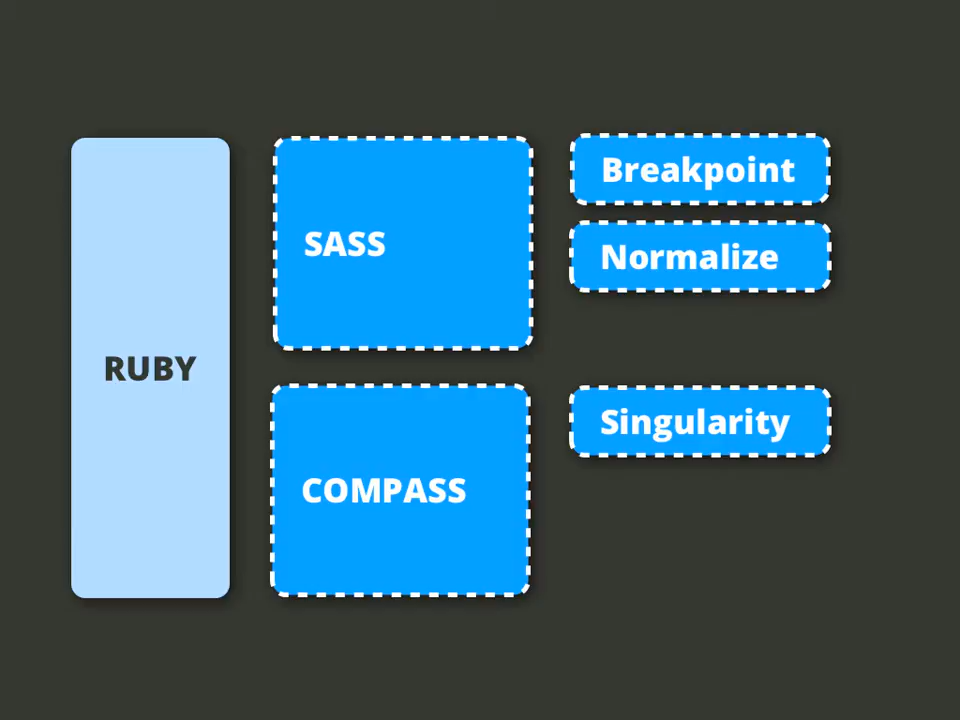 RUBY
SASS
COMPASS
Breakpoint
Normalize
Singularity